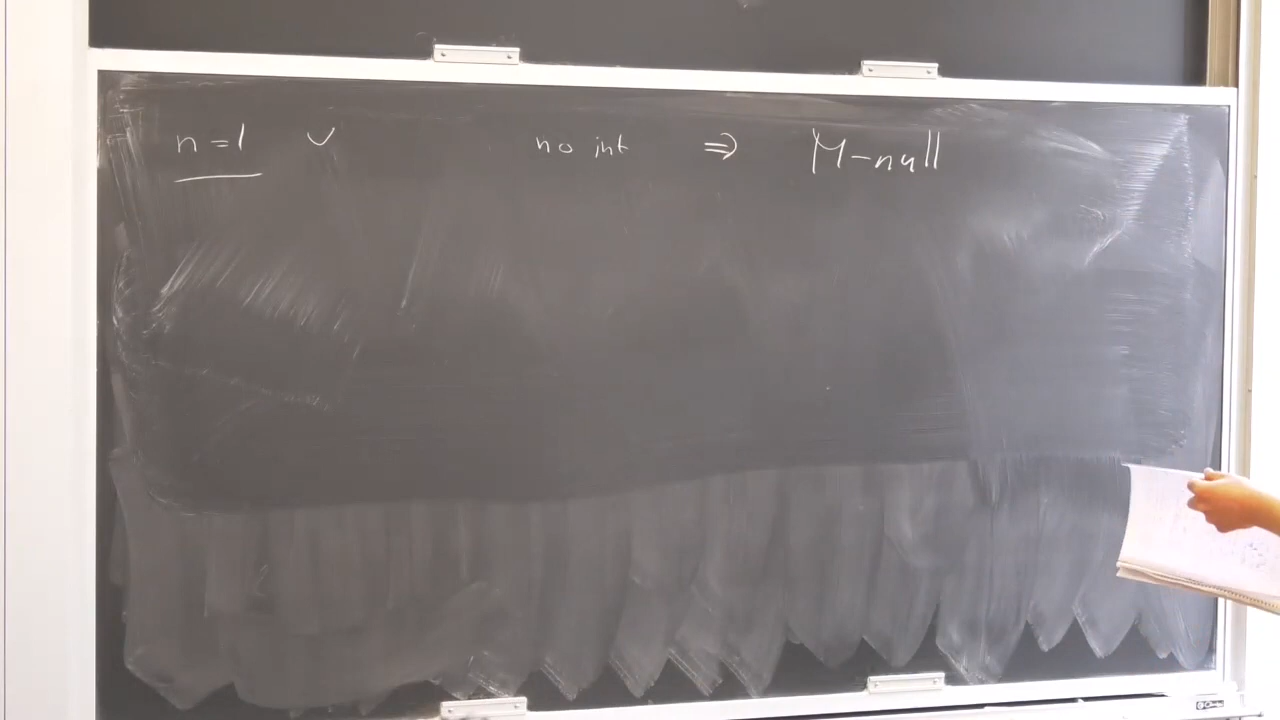 n=1 ✓ no int ⇒ M-null